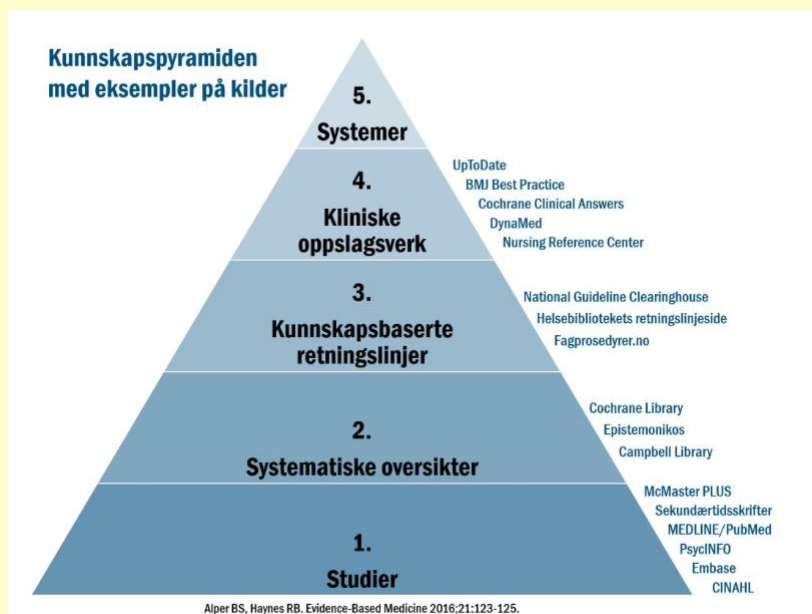 Kunnskapspyramiden
med eksempler på kilder
5.
Systemer
UpToDate
BMJ Best Practice
Cochrane Clinical Answers
DynaMed
Nursing Reference Center
4.
Kliniske
oppslagsverk
National Guideline Clearinghouse
Helsebibliotekets retningslinjeside
Fagprosedyrer.no
3.
Kunnskapsbaserte
retningslinjer
Cochrane Library
Epistemonikos
Campbell Library
2.
Systematiske oversikter
McMaster PLUS
Sekundærtidsskrifter
MEDLINE/PubMed
PsycINFO
Embase
CINAHL
1.
Studier
Alper BS, Haynes RB. Evidence-Based Medicine 2016;21:123-125.